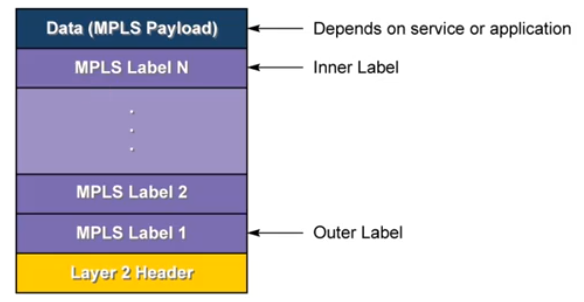 Data (MPLS Payload)
Depends on service or application
MPLS Label N
Inner Label
.
.
.
MPLS Label 2
MPLS Label 1
Outer Label
Layer 2 Header